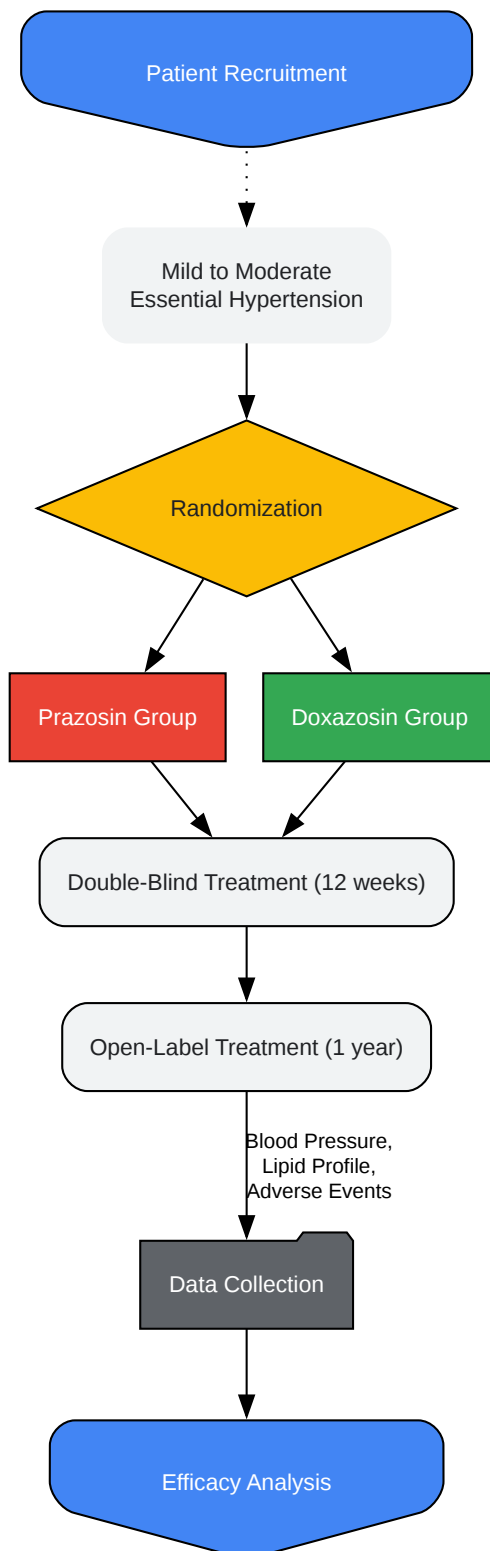 Patient Recruitment
Mild to Moderate
Essential Hypertension
Randomization
Prazosin Group
Doxazosin Group
Double-Blind Treatment (12 weeks)
Open-Label Treatment (1 year)
Blood Pressure,
Lipid Profile,
Adverse Events
Data Collection
Efficacy Analysis